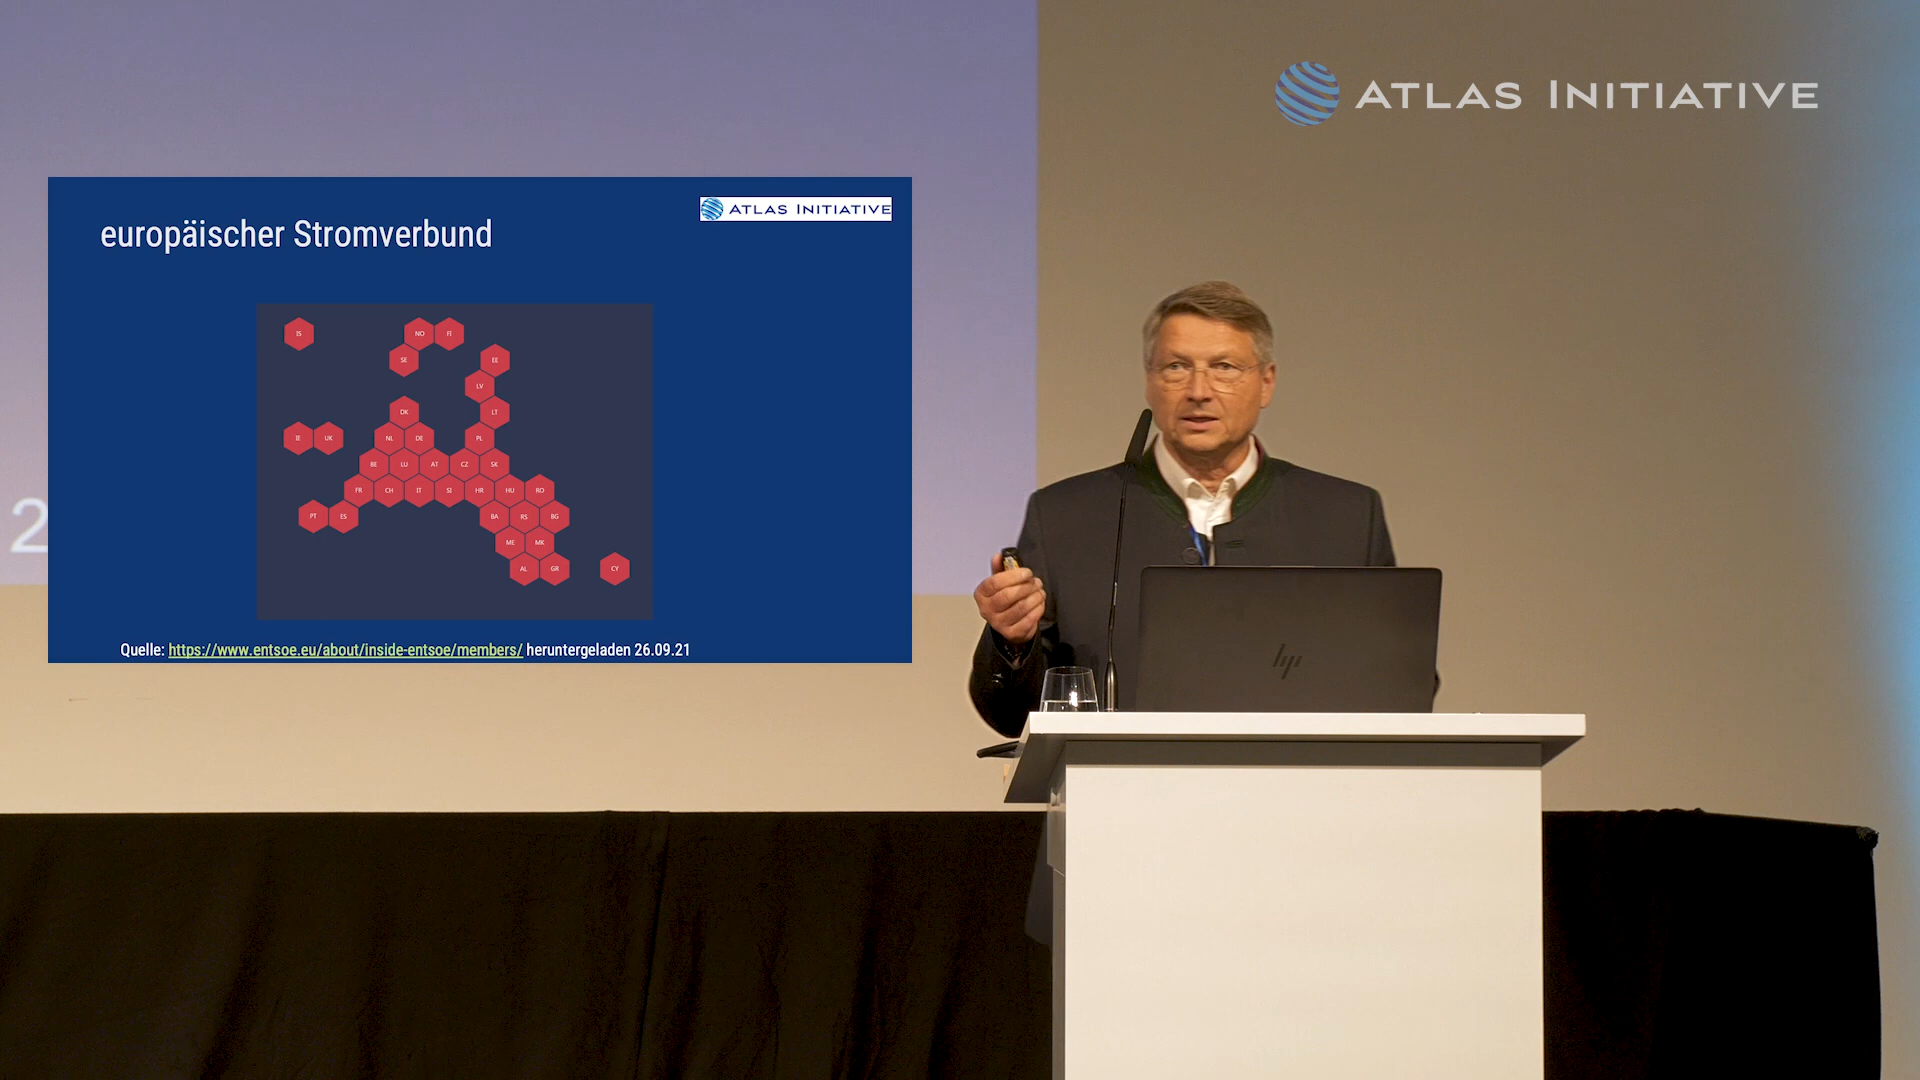 ATLAS INITIATIVE
europäischer Stromverbund
ATLAS INITIATIVE
IS
NO FI
SE EE
LV
DK LT
IE UK NL DE PL
BE LU AT CZ SK
FR CH IT SI HR HU RO
PT ES BA RS BG
ME MK
AL GR CY
Quelle: https://www.entsoe.eu/about/inside-entsoe/members/ heruntergeladen 26.09.21
2
hp